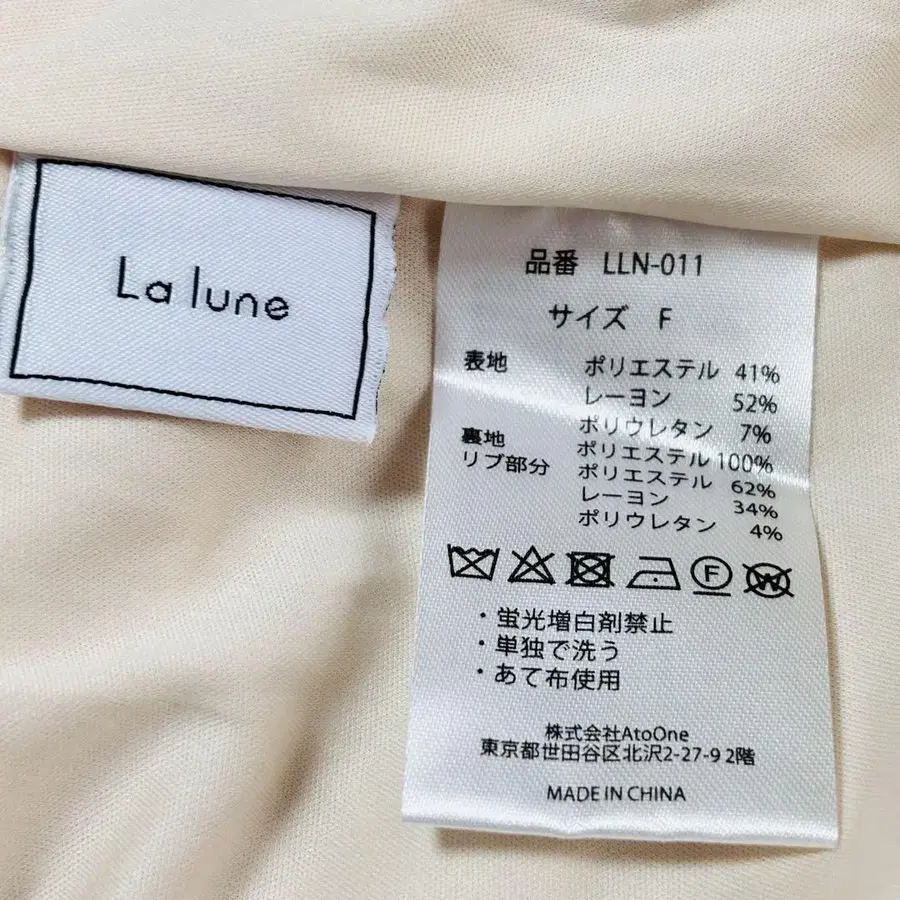 La lune
品番 LLN-011
サイズ F
表地 ポリエステル 41%
レーヨン 52%
ポリウレタン 7%
裏地 ポリエステル 100%
リブ部分 ポリエステル 62%
レーヨン 34%
ポリウレタン 4%
F
W
・蛍光増白剤禁止
・単独で洗う
・あて布使用
株式会社AtoOne
東京都世田谷区北沢2-27-9 2階
MADE IN CHINA